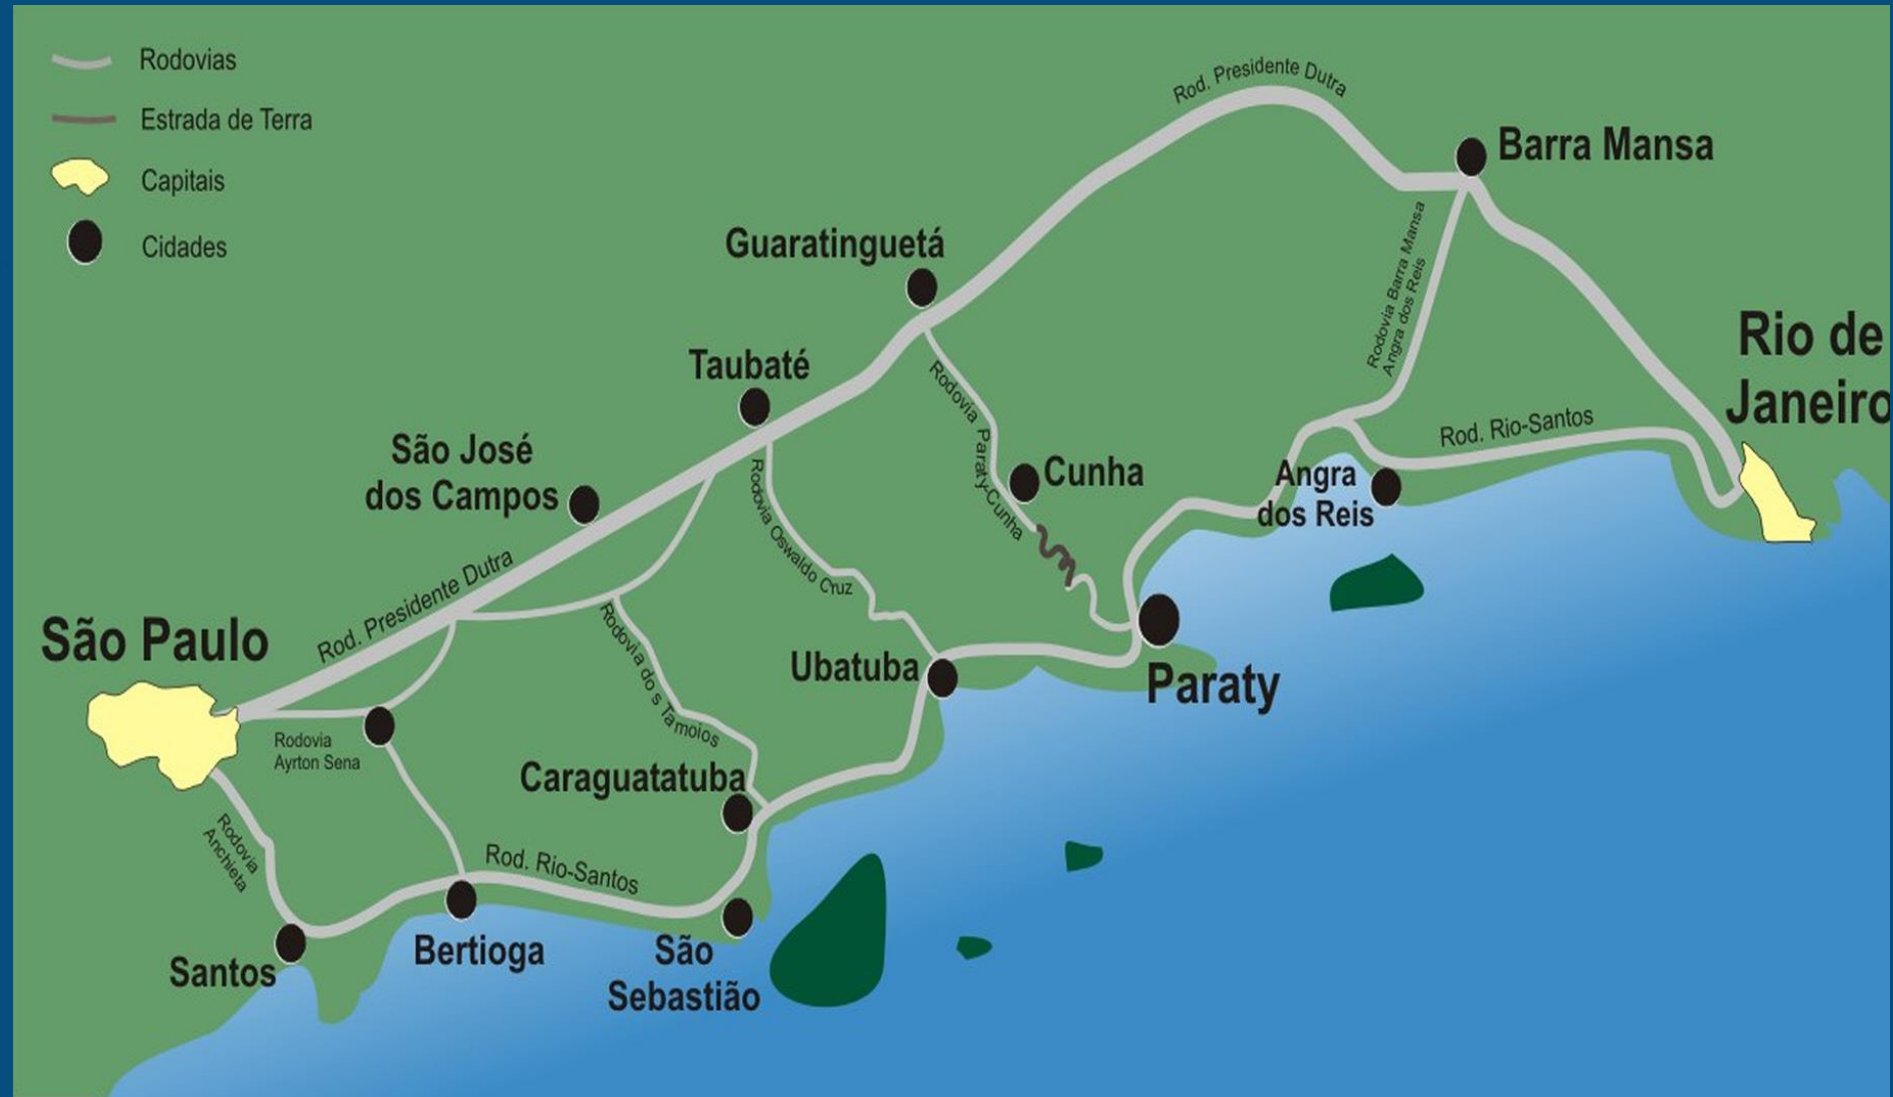 Rodovias
Estrada de Terra
Capitais
Cidades
Rod. Presidente Dutra
Barra Mansa
Guaratinguetá
Rodovia Barra Mansa
Angra dos Reis
Rio de
Janeiro
Taubaté
Rodovia Paraty-Cunha
São José
dos Campos
Rodovia Oswaldo Cruz
Cunha
Rod. Rio-Santos
Angra
dos Reis
Rod. Presidente Dutra
São Paulo
Rodovia do s Tamoios
Ubatuba
Paraty
Rodovia
Ayrton Sena
Caraguatatuba
Rodovia
Anchieta
Rod. Rio-Santos
Santos
Bertioga
São
Sebastião